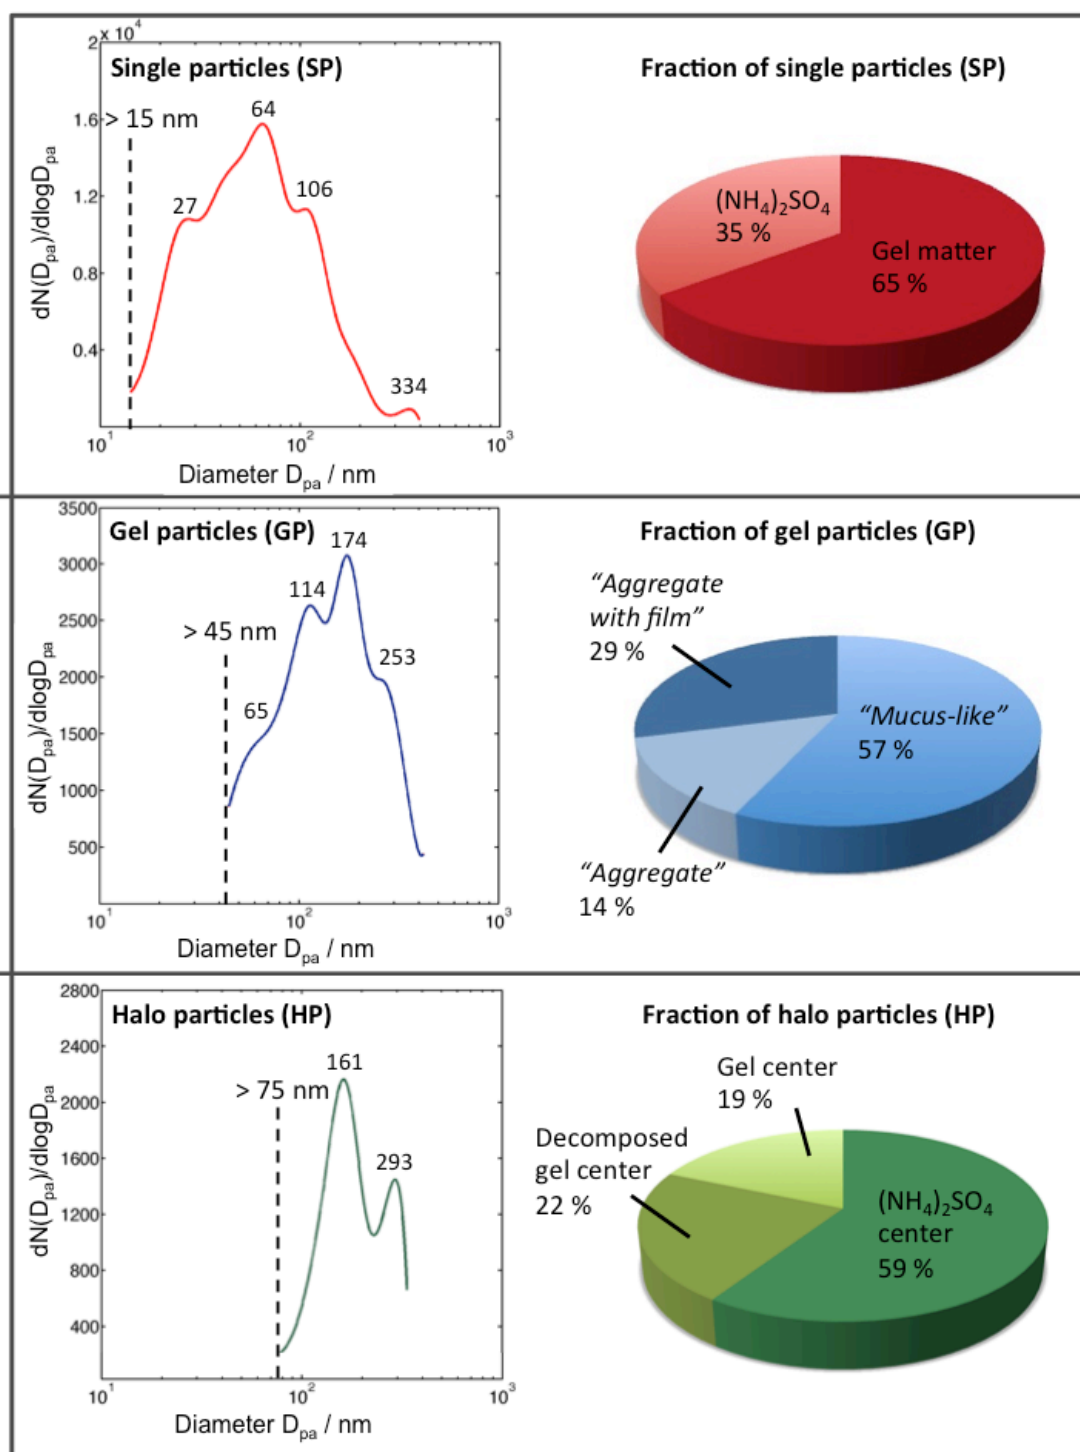 2 x 10⁴
Single particles (SP)
> 15 nm
64
27
106
334
1.6
1.2
0.8
0.4
dN(Dpa)/dlogDpa
10¹
10²
10³
Diameter Dpa / nm
Fraction of single particles (SP)
(NH4)2SO4
35 %
Gel matter
65 %
3500
Gel particles (GP)
174
3000
114
2500
> 45 nm
253
2000
65
1500
1000
500
dN(Dpa)/dlogDpa
10¹
10²
10³
Diameter Dpa / nm
Fraction of gel particles (GP)
“Aggregate
with film”
29 %
“Mucus-like”
57 %
“Aggregate”
14 %
2800
Halo particles (HP)
2400
161
> 75 nm
2000
293
1600
1200
800
400
dN(Dpa)/dlogDpa
10¹
10²
10³
Diameter Dpa / nm
Fraction of halo particles (HP)
Gel center
19 %
Decomposed
gel center
22 %
(NH4)2SO4
center
59 %